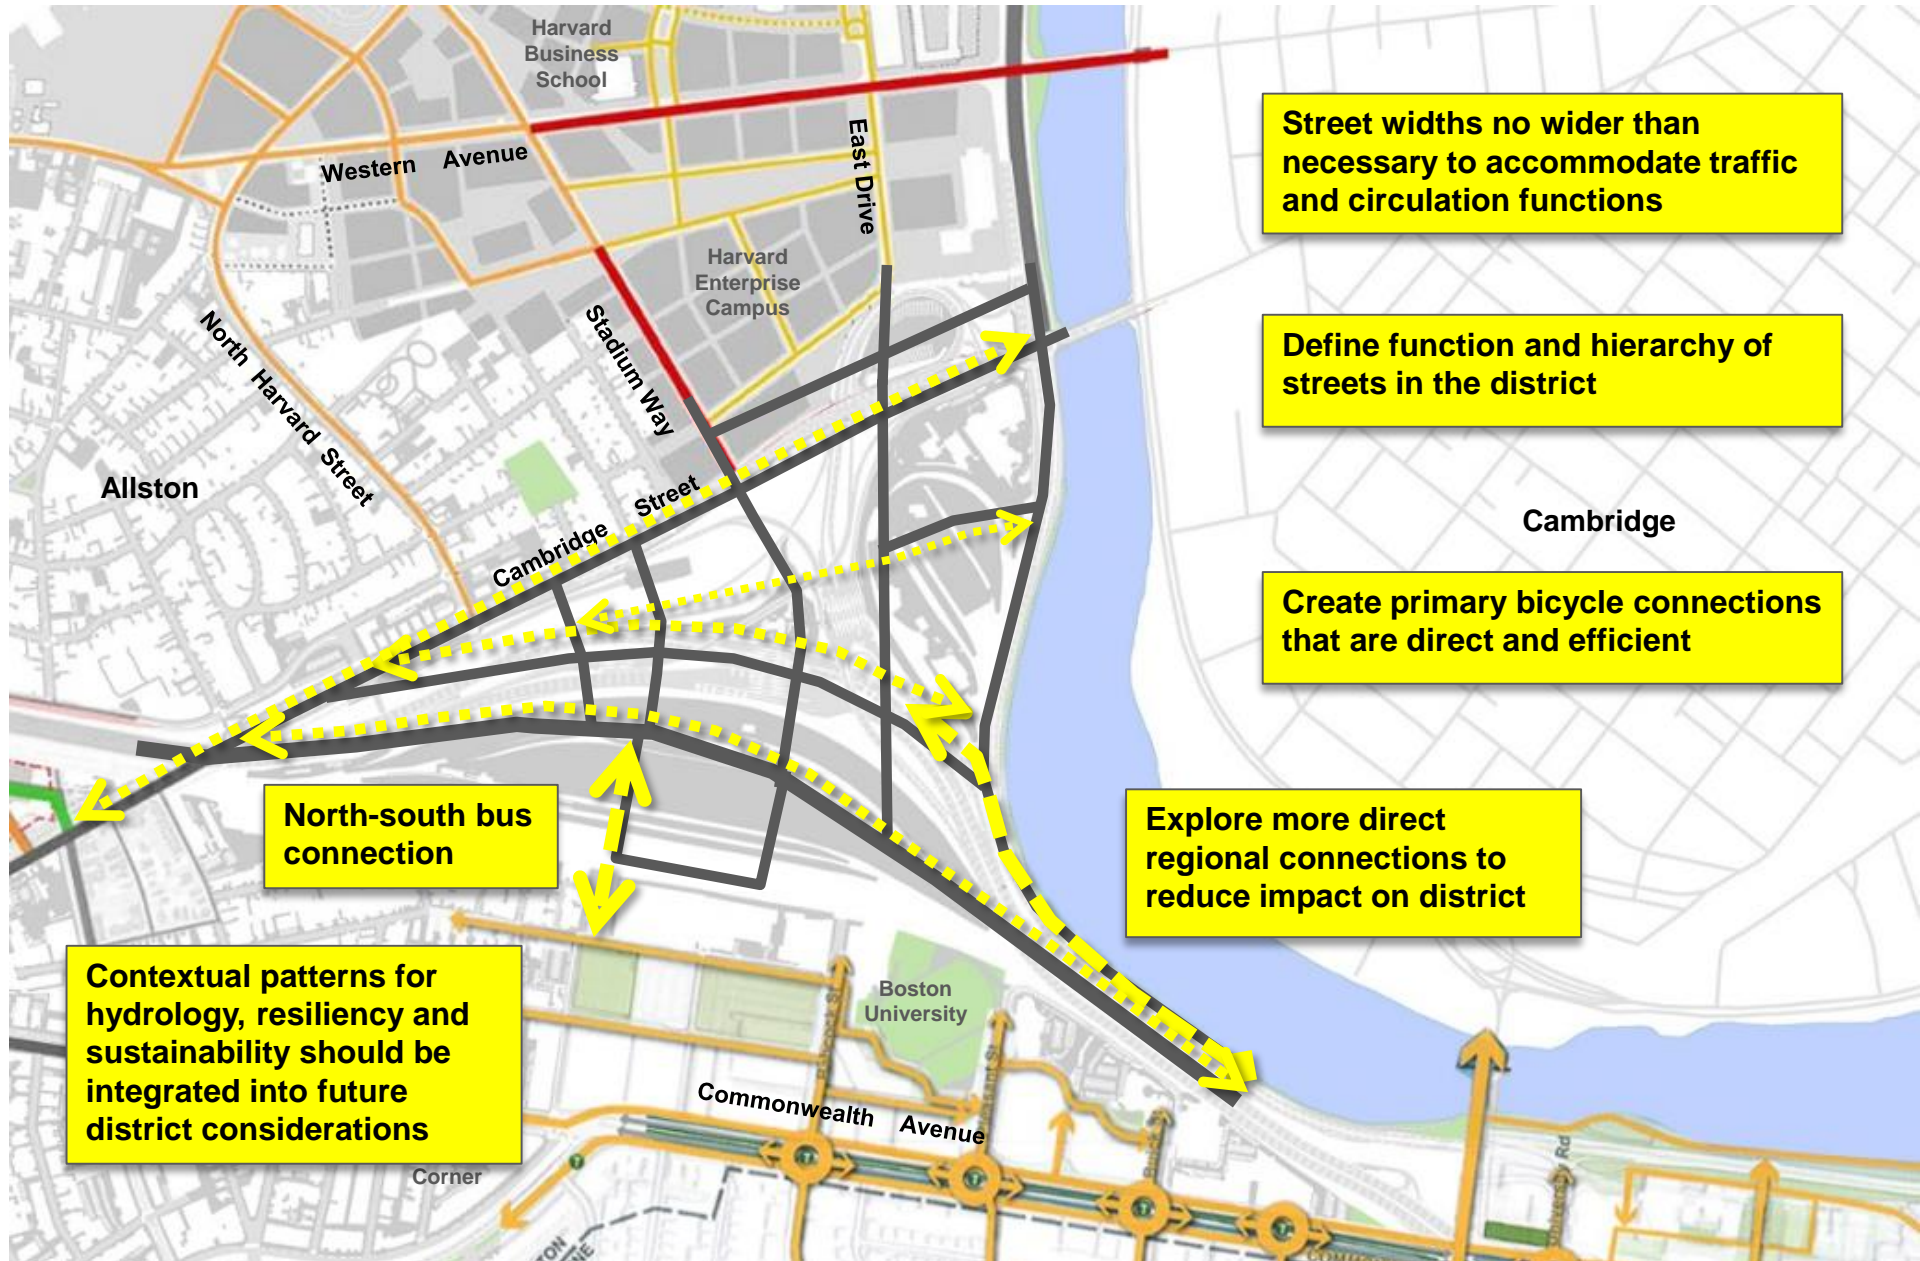 Harvard
Business
School
Western Avenue
East Drive
Street widths no wider than
necessary to accommodate traffic
and circulation functions
Harvard
Enterprise
Campus
North Harvard Street
Stadium Way
Define function and hierarchy of
streets in the district
Allston
Cambridge Street
Cambridge
Create primary bicycle connections
that are direct and efficient
North-south bus
connection
Explore more direct
regional connections to
reduce impact on district
Contextual patterns for
hydrology, resiliency and
sustainability should be
integrated into future
district considerations
Boston
University
Commonwealth Avenue
Corner
University Rd